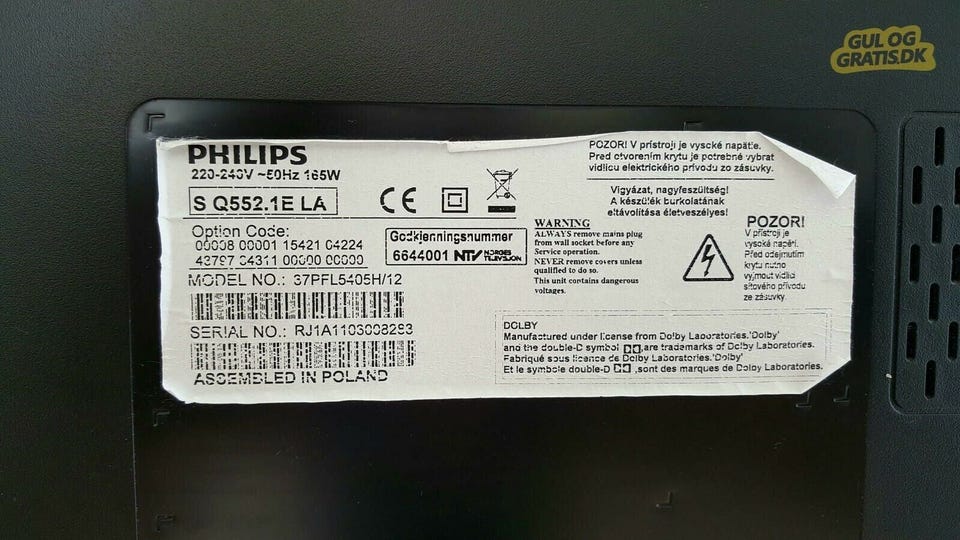 GUL OG
GRATIS.DK
PHILIPS
220-240V ~50Hz 165W
S Q552.1E LA
Option Code:
00008 00001 15421 04224
43797 34311 00000 00000
MODEL NO.: 37PFL5405H/12
SERIAL NO.: RJ1A1103008283
ASSEMBLED IN POLAND
CE
Godkjenningsnummer
6644001 NTV NORGES TELEVISJON
POZOR! V prístroji je vysoké napätie.
Pred otvorením krytu je potrebné vybrat
vidlicu elektrického prívodu zo zásuvky.
Vigyázat, nagyfeszültség!
A készülék burkolatának
eltávolítása életveszélyes!
WARNING
ALWAYS remove mains plug
from wall socket before any
Service operation.
NEVER remove covers unless
qualified to do so.
This unit contains dangerous
voltages.
POZOR!
V přístroji je
vysoké napětí.
Před odejmutím
krytu nutno
vyjmout vidlici
síťového přívodu
ze zásuvky.
DOLBY
Manufactured under license from Dolby Laboratories.'Dolby'
and the double-D symbol ,are trademarks of Dolby Laboratories.
Fabriqué sous licence de Dolby Laboratories.'Dolby'
Et le symbole double-D ,sont des marques de Dolby Laboratories.